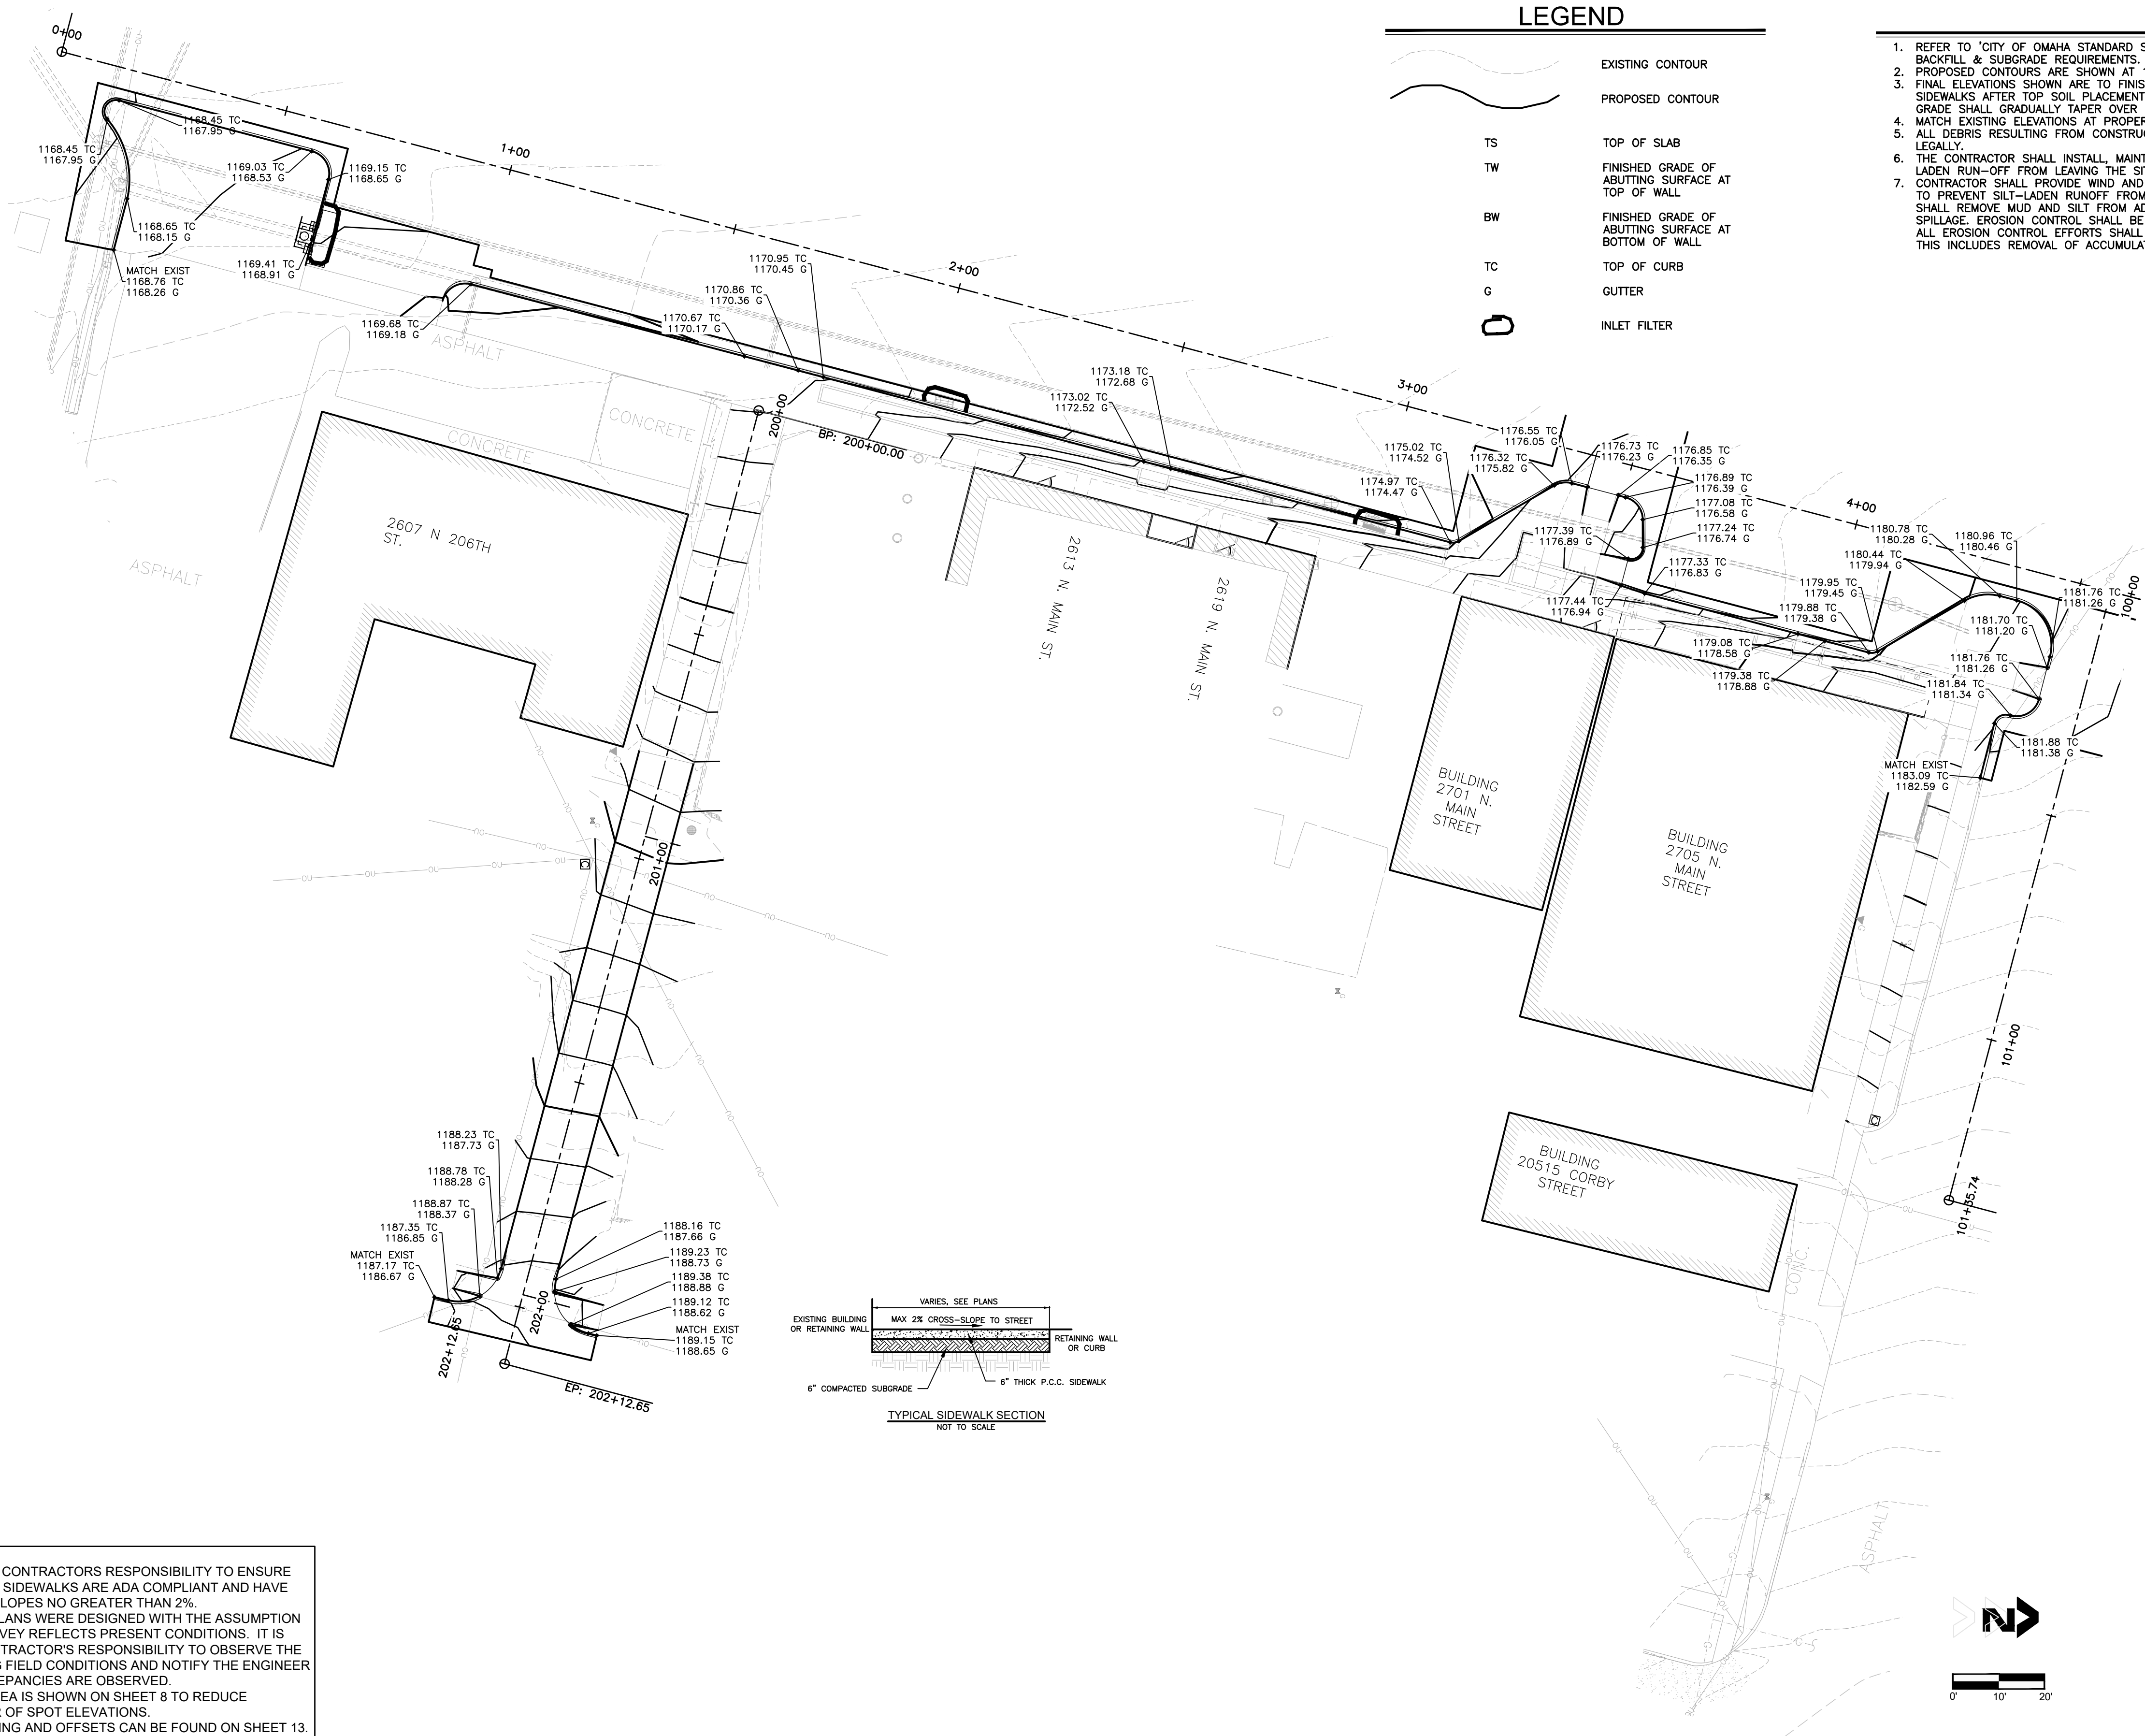 LEGEND
EXISTING CONTOUR
PROPOSED CONTOUR
TS TOP OF SLAB
TW FINISHED GRADE OF
ABUTTING SURFACE AT
TOP OF WALL
BW FINISHED GRADE OF
ABUTTING SURFACE AT
BOTTOM OF WALL
TC TOP OF CURB
G GUTTER
INLET FILTER
1. REFER TO 'CITY OF OMAHA STANDARD S
BACKFILL & SUBGRADE REQUIREMENTS.
2. PROPOSED CONTOURS ARE SHOWN AT
3. FINAL ELEVATIONS SHOWN ARE TO FINIS
SIDEWALKS AFTER TOP SOIL PLACEMENT
GRADE SHALL GRADUALLY TAPER OVER
4. MATCH EXISTING ELEVATIONS AT PROPER
5. ALL DEBRIS RESULTING FROM CONSTRU
LEGALLY.
6. THE CONTRACTOR SHALL INSTALL, MAINT
LADEN RUN-OFF FROM LEAVING THE SI
7. CONTRACTOR SHALL PROVIDE WIND AND
TO PREVENT SILT-LADEN RUNOFF FROM
SHALL REMOVE MUD AND SILT FROM AD
SPILLAGE. EROSION CONTROL SHALL BE
ALL EROSION CONTROL EFFORTS SHALL
THIS INCLUDES REMOVAL OF ACCUMULA
0+00
1+00
2+00
3+00
4+00
100+00
1168.45 TC
1167.95 G
1168.45 TC
1167.95 G
1169.03 TC
1168.53 G
1169.15 TC
1168.65 G
1168.65 TC
1168.15 G
MATCH EXIST
1168.76 TC
1168.26 G
1169.41 TC
1168.91 G
1169.68 TC
1169.18 G
1170.67 TC
1170.17 G
1170.86 TC
1170.36 G
1170.95 TC
1170.45 G
1173.02 TC
1172.52 G
1173.18 TC
1172.68 G
1174.97 TC
1174.47 G
1175.02 TC
1174.52 G
1176.32 TC
1175.82 G
1176.55 TC
1176.05 G
1176.73 TC
1176.23 G
1176.85 TC
1176.35 G
1176.89 TC
1176.39 G
1177.08 TC
1176.58 G
1177.24 TC
1176.74 G
1177.39 TC
1176.89 G
1177.33 TC
1176.83 G
1177.44 TC
1176.94 G
1179.08 TC
1178.58 G
1179.38 TC
1178.88 G
1179.88 TC
1179.38 G
1179.95 TC
1179.45 G
1180.44 TC
1179.94 G
1180.78 TC
1180.28 G
1180.96 TC
1180.46 G
1181.76 TC
1181.26 G
1181.70 TC
1181.20 G
1181.76 TC
1181.26 G
1181.84 TC
1181.34 G
1181.88 TC
1181.38 G
MATCH EXIST
1183.09 TC
1182.59 G
ASPHALT
CONCRETE
CONCRETE
ASPHALT
2607 N 206TH
ST.
200+00
BP: 200+00.00
2613 N. MAIN ST.
2619 N. MAIN ST.
BUILDING
2701 N.
MAIN
STREET
BUILDING
2705 N.
MAIN
STREET
BUILDING
20515 CORBY
STREET
201+00
101+00
101+35.74
CONC.
ASPHALT
1188.23 TC
1187.73 G
1188.78 TC
1188.28 G
1188.87 TC
1188.37 G
1187.35 TC
1186.85 G
MATCH EXIST
1187.17 TC
1186.67 G
1188.16 TC
1187.66 G
1189.23 TC
1188.73 G
1189.38 TC
1188.88 G
1189.12 TC
1188.62 G
MATCH EXIST
1189.15 TC
1188.65 G
202+00
202+12.65
EP: 202+12.65
VARIES, SEE PLANS
EXISTING BUILDING
OR RETAINING WALL
MAX 2% CROSS-SLOPE TO STREET
RETAINING WALL
OR CURB
6" COMPACTED SUBGRADE
6" THICK P.C.C. SIDEWALK
TYPICAL SIDEWALK SECTION
NOT TO SCALE
CONTRACTORS RESPONSIBILITY TO ENSURE
SIDEWALKS ARE ADA COMPLIANT AND HAVE
LOPES NO GREATER THAN 2%.
LANS WERE DESIGNED WITH THE ASSUMPTION
VEY REFLECTS PRESENT CONDITIONS. IT IS
TRACTOR'S RESPONSIBILITY TO OBSERVE THE
G FIELD CONDITIONS AND NOTIFY THE ENGINEER
EPANCIES ARE OBSERVED.
EA IS SHOWN ON SHEET 8 TO REDUCE
R OF SPOT ELEVATIONS.
ING AND OFFSETS CAN BE FOUND ON SHEET 13.
N
0' 10' 20'